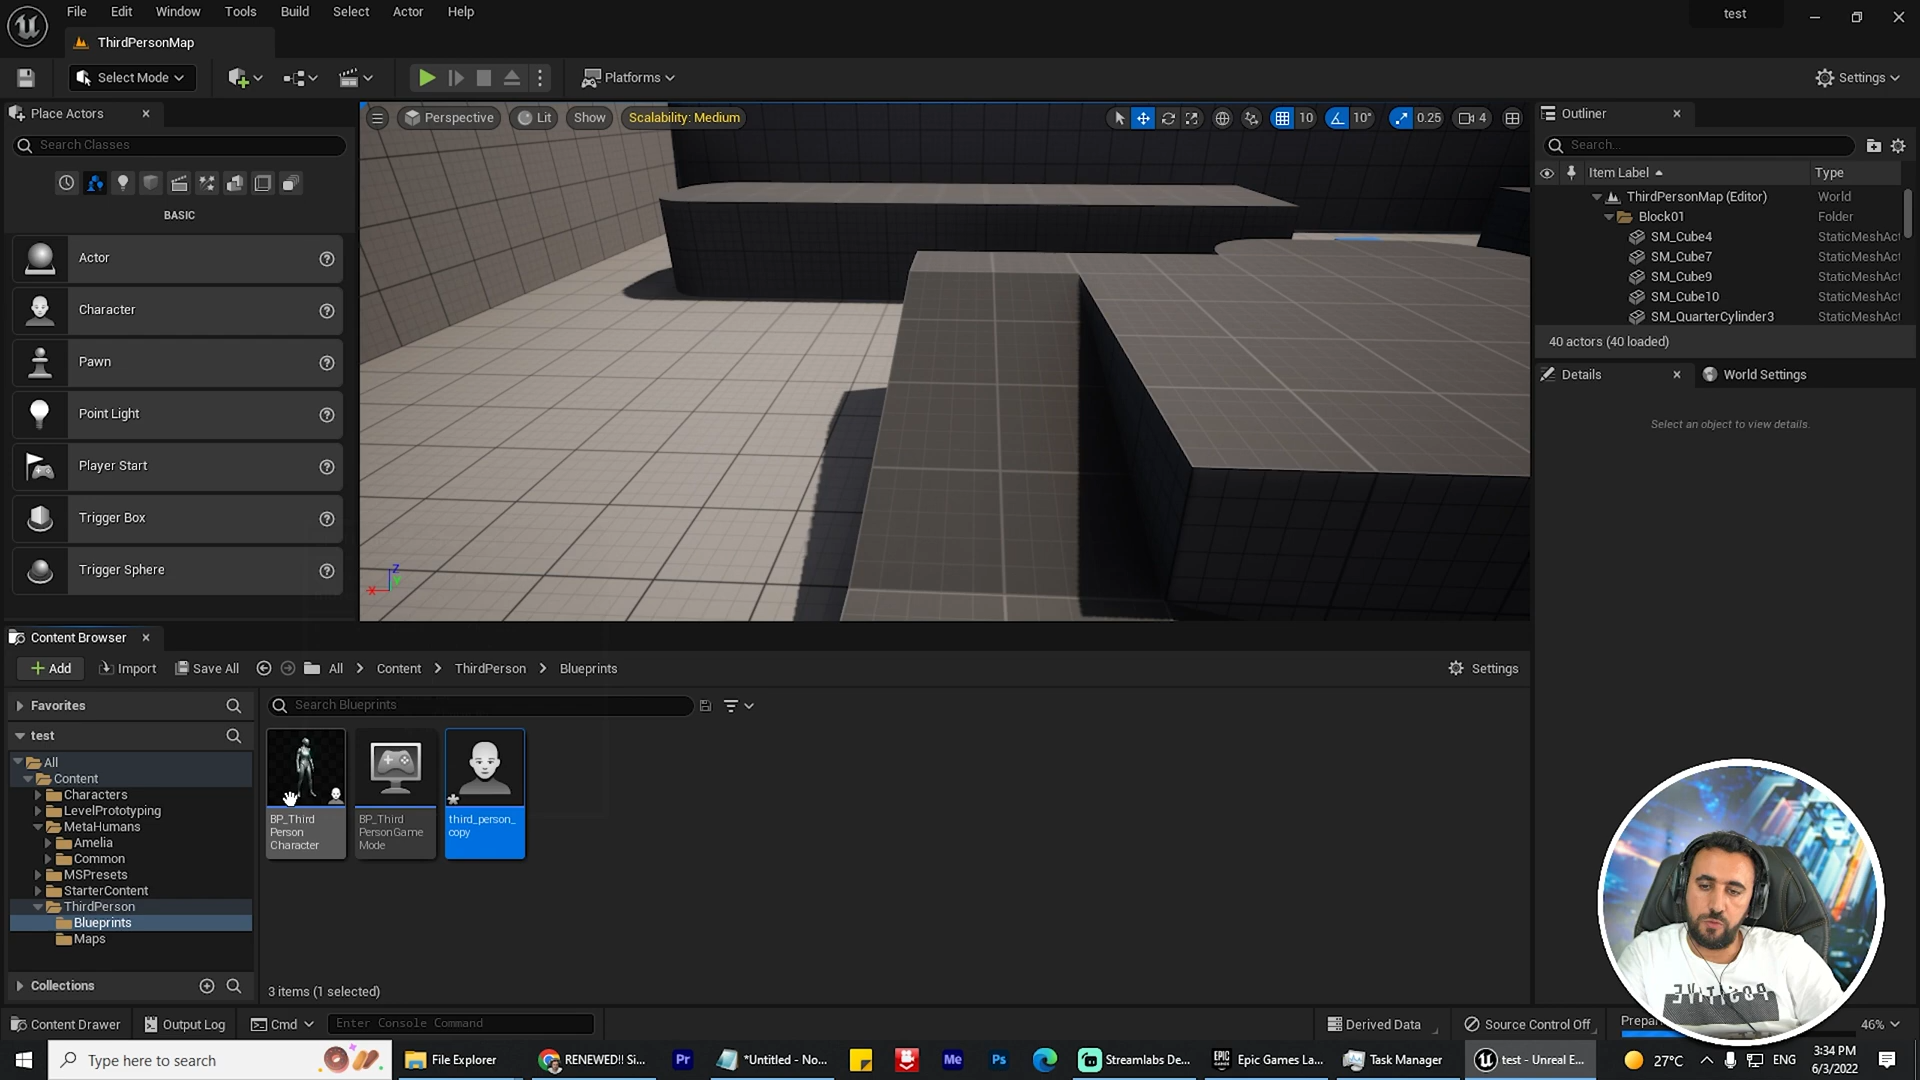 File Edit Window Tools Build Select Actor Help
test
ThirdPersonMap
Select Mode
Platforms
Settings
Place Actors
Search Classes
BASIC
Actor
Character
Pawn
Point Light
Player Start
Trigger Box
Trigger Sphere
Perspective Lit Show Scalability: Medium
10 10° 0.25 4
Z
Y
X
Outliner
Search...
Item Label Type
ThirdPersonMap (Editor) World
Block01 Folder
SM_Cube4 StaticMeshAct
SM_Cube7 StaticMeshAct
SM_Cube9 StaticMeshAct
SM_Cube10 StaticMeshAct
SM_QuarterCylinder3 StaticMeshAct
40 actors (40 loaded)
Details World Settings
Select an object to view details.
Content Browser
Add Import Save All All > Content > ThirdPerson > Blueprints Settings
Favorites
test
All
Content
Characters
LevelPrototyping
MetaHumans
Amelia
Common
MSPresets
StarterContent
ThirdPerson
Blueprints
Maps
Collections
Search Blueprints
BP_Third
Person
Character
BP_Third
PersonGame
Mode
third_person_
copy
3 items (1 selected)
Content Drawer Output Log Cmd Enter Console Command Derived Data Source Control Off Prepar 46%
Type here to search
File Explorer
RENEWED!! Si...
Pr
*Untitled - No...
Me
Ps
Streamlabs De...
Epic Games La...
Task Manager
test - Unreal E...
27°C
ENG
3:34 PM
6/3/2022